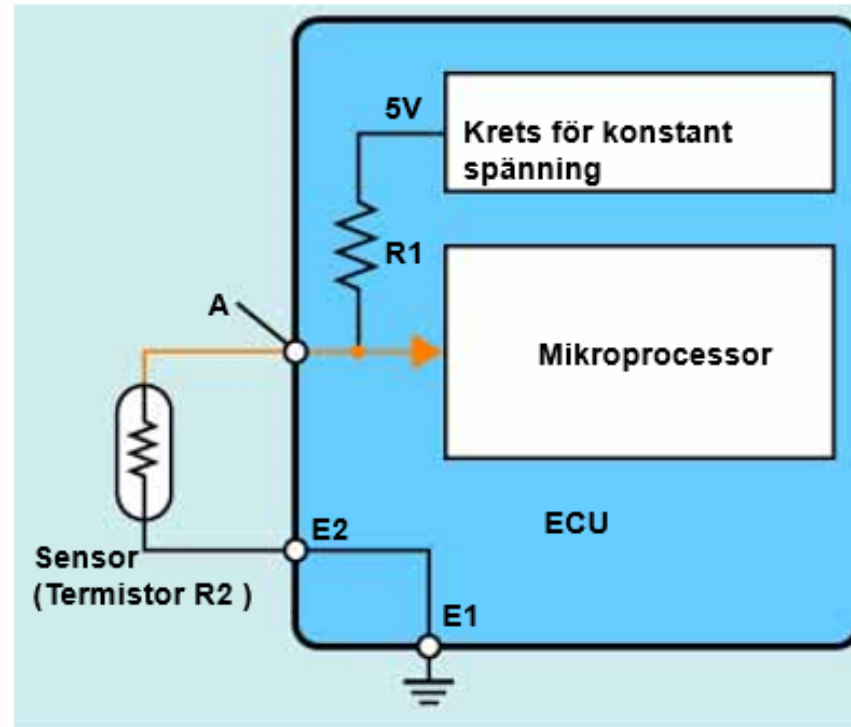 5V
Krets för konstant
spänning
R1
A
Mikroprocessor
E2
ECU
Sensor
(Termistor R2 )
E1